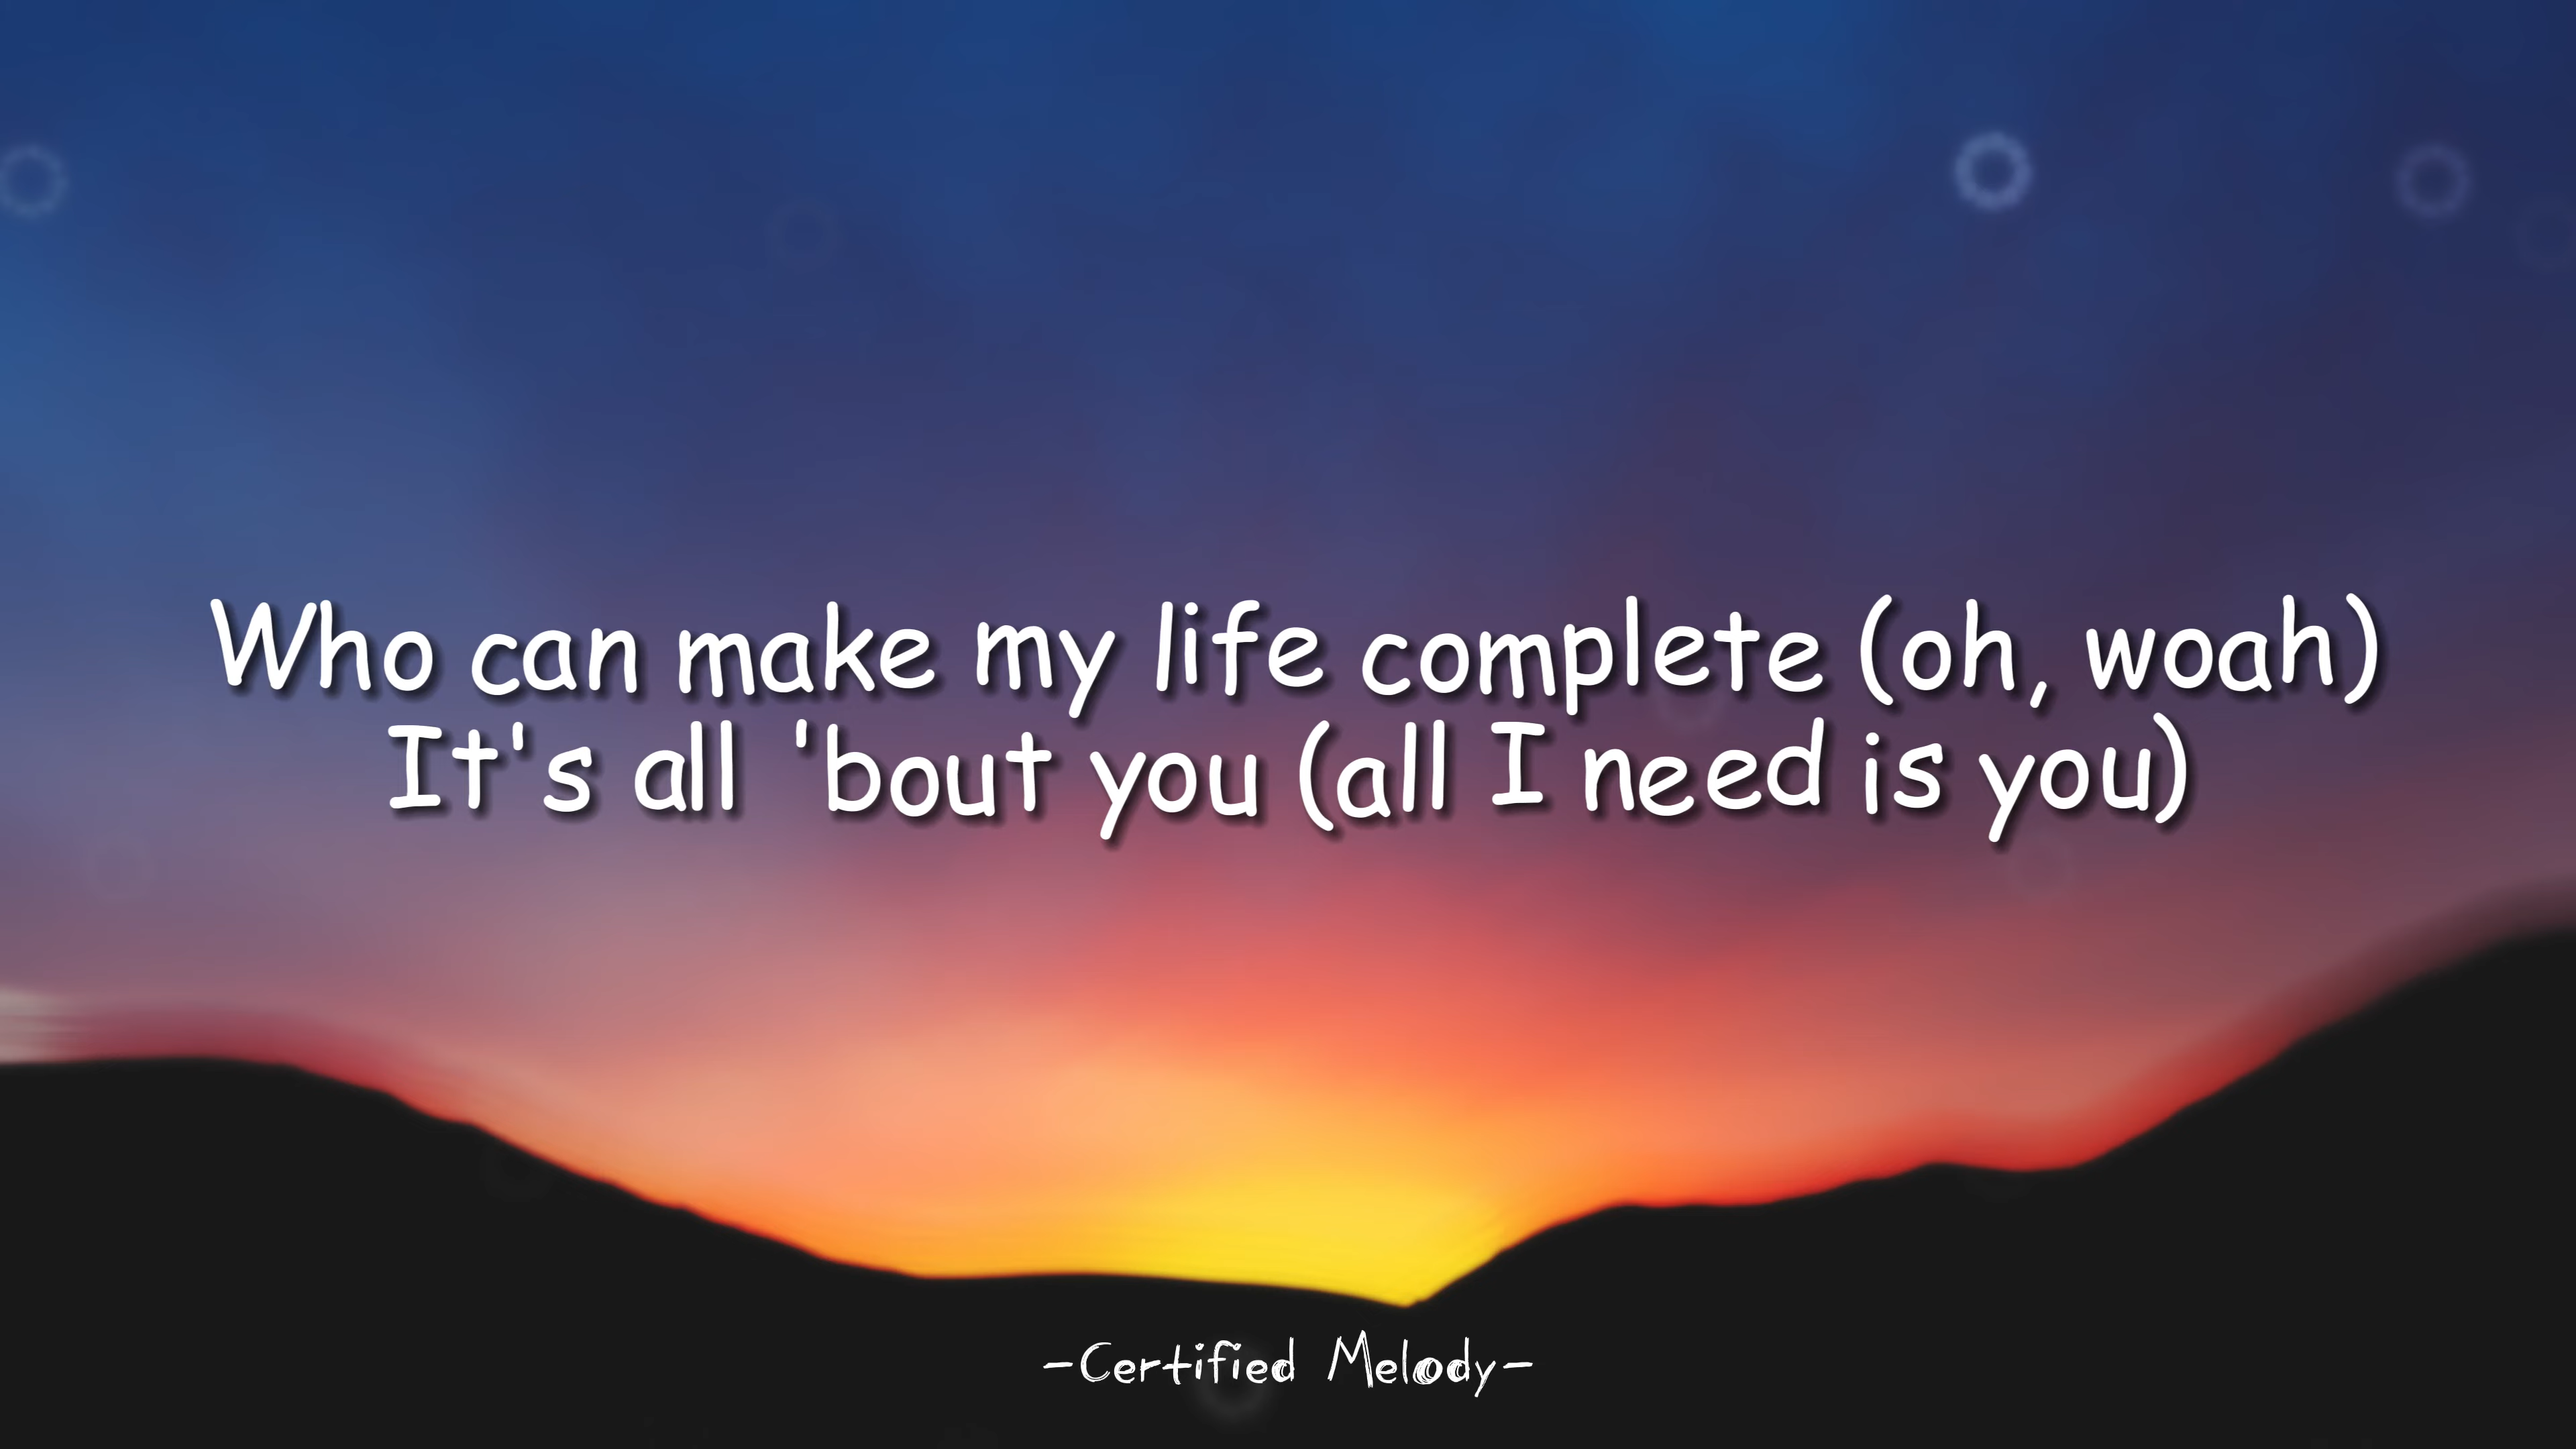 Who can make my life complete (oh, woah)
It's all 'bout you (all I need is you)
-Certified Melody-